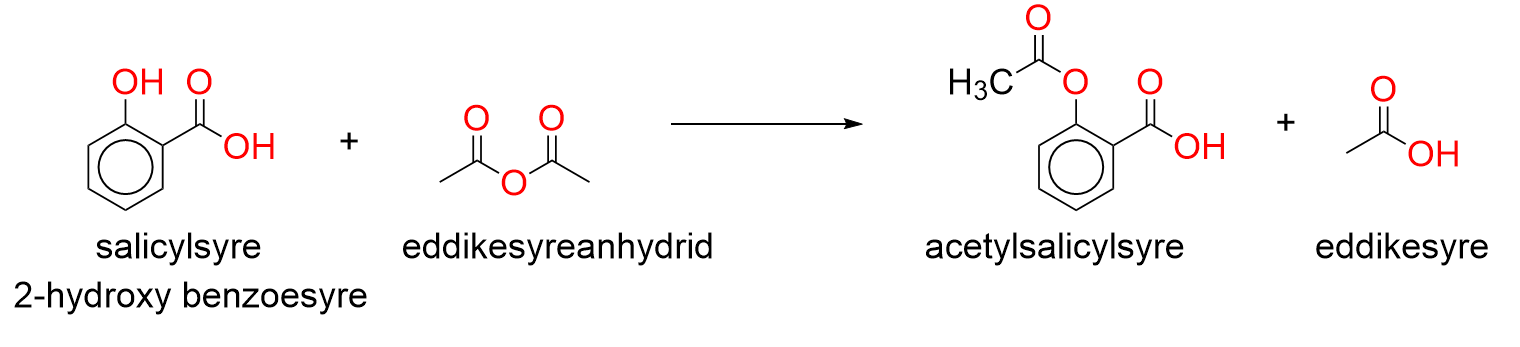 OH O
OH
+
O O
O
O
H₃C O O
OH
+
O
OH
salicylsyre
2-hydroxy benzoesyre
eddikesyreanhydrid
acetylsalicylsyre
eddikesyre